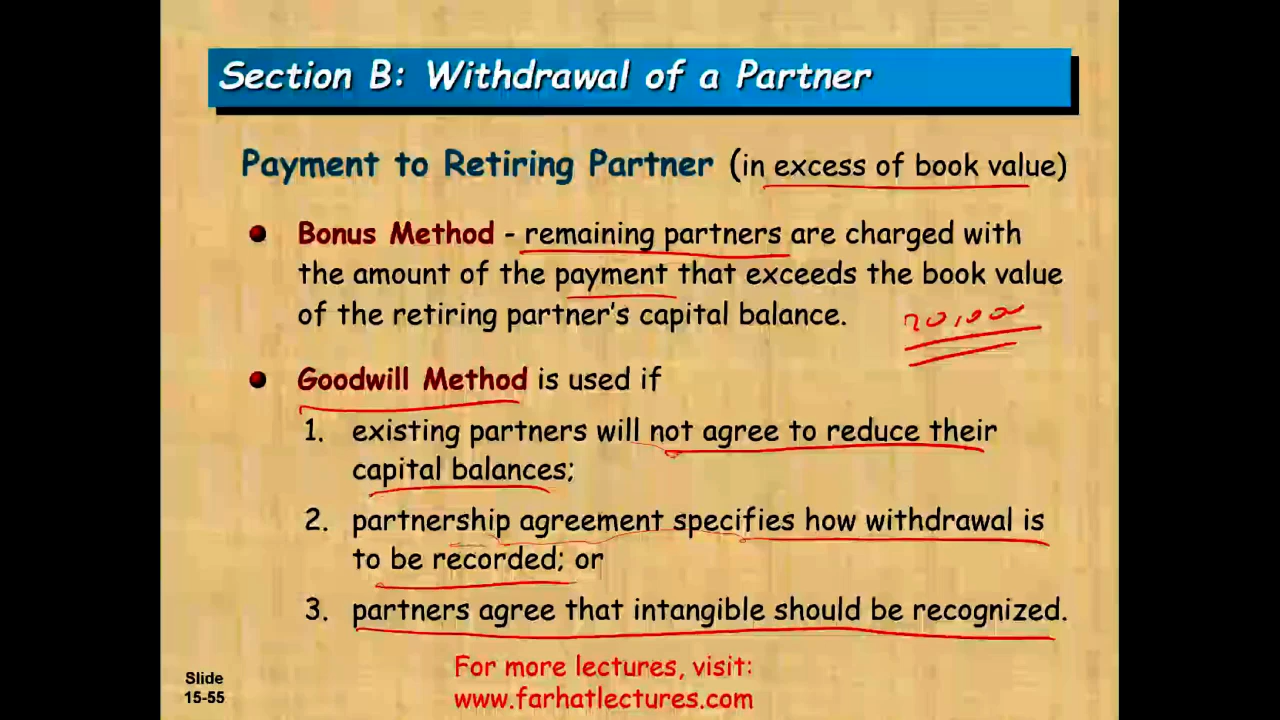 Section B: Withdrawal of a Partner
Payment to Retiring Partner (in excess of book value)
Bonus Method - remaining partners are charged with
the amount of the payment that exceeds the book value
of the retiring partner's capital balance.
Goodwill Method is used if
1. existing partners will not agree to reduce their
capital balances;
2. partnership agreement specifies how withdrawal is
to be recorded; or
3. partners agree that intangible should be recognized.
For more lectures, visit:
www.farhatlectures.com
Slide
15-55